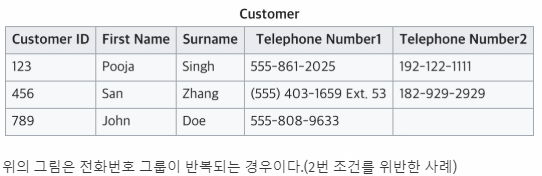 Customer
Customer ID First Name Surname Telephone Number1 Telephone Number2
123 Pooja Singh 555-861-2025 192-122-1111
456 San Zhang (555) 403-1659 Ext. 53 182-929-2929
789 John Doe 555-808-9633
위의 그림은 전화번호 그룹이 반복되는 경우이다.(2번 조건를 위반한 사례)